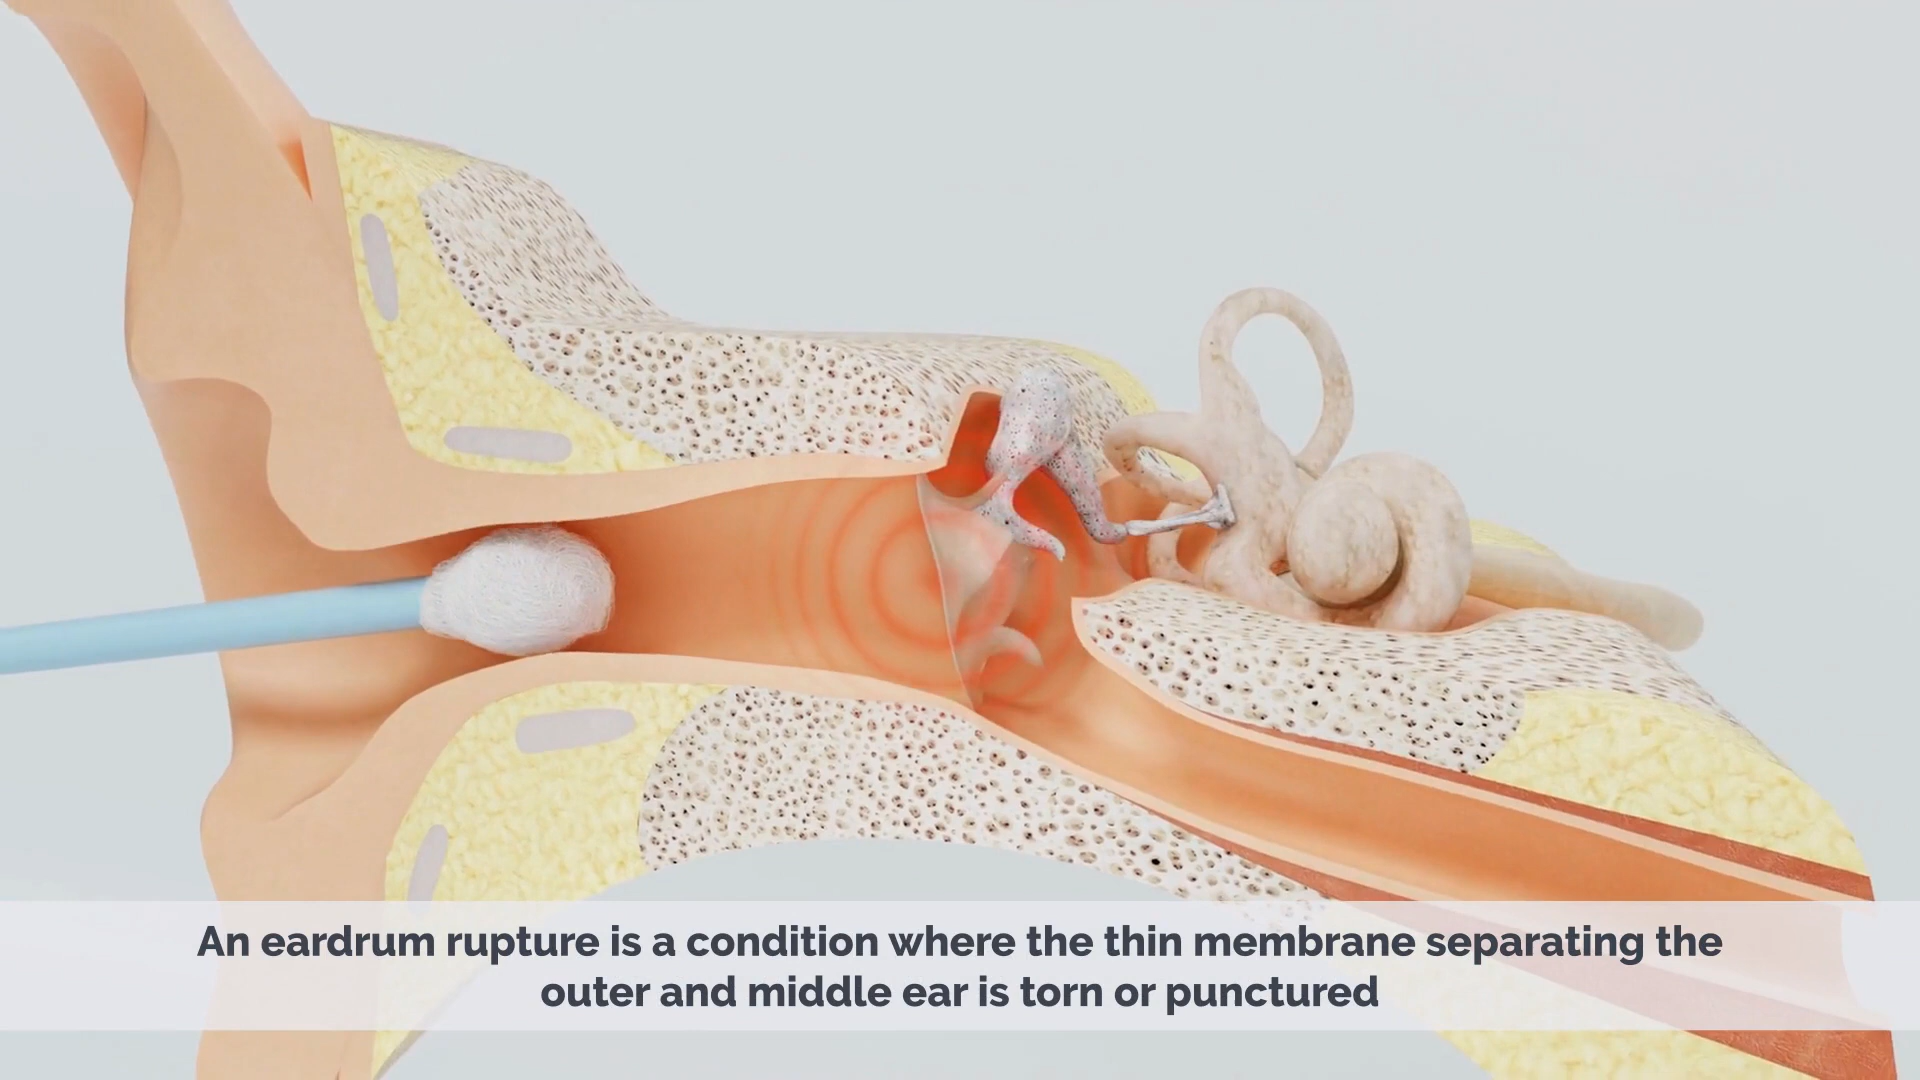 An eardrum rupture is a condition where the thin membrane separating the
outer and middle ear is torn or punctured